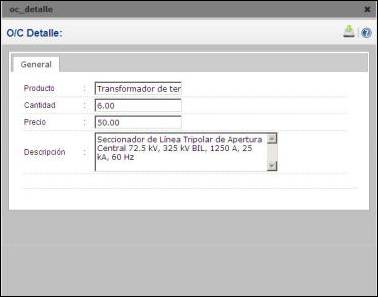 oc_detalle
O/C Detalle:
General
Producto : Transformador de ter
Cantidad : 6.00
Precio : 50.00
Descripción : Seccionador de Línea Tripolar de Apertura
Central 72.5 kV, 325 kV BIL, 1250 A, 25
kA, 60 Hz